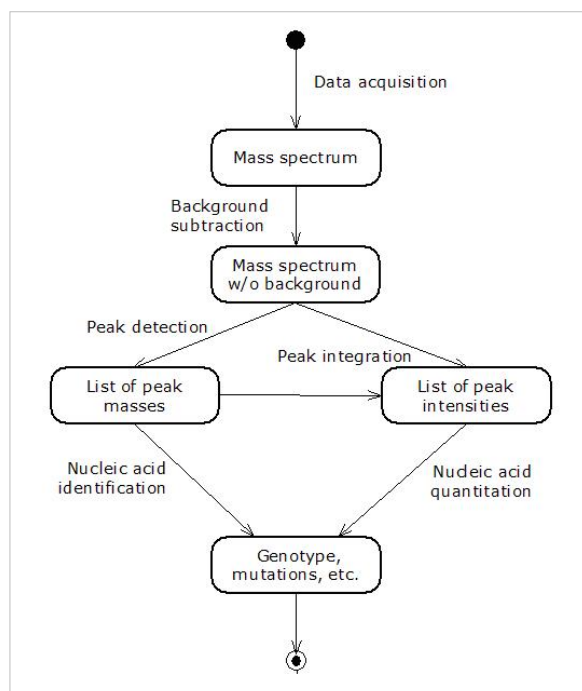 Data acquisition
Mass spectrum
Background
subtraction
Mass spectrum
w/o background
Peak detection
Peak integration
List of peak
masses
List of peak
intensities
Nucleic acid
identification
Nucleic acid
quantitation
Genotype,
mutations, etc.